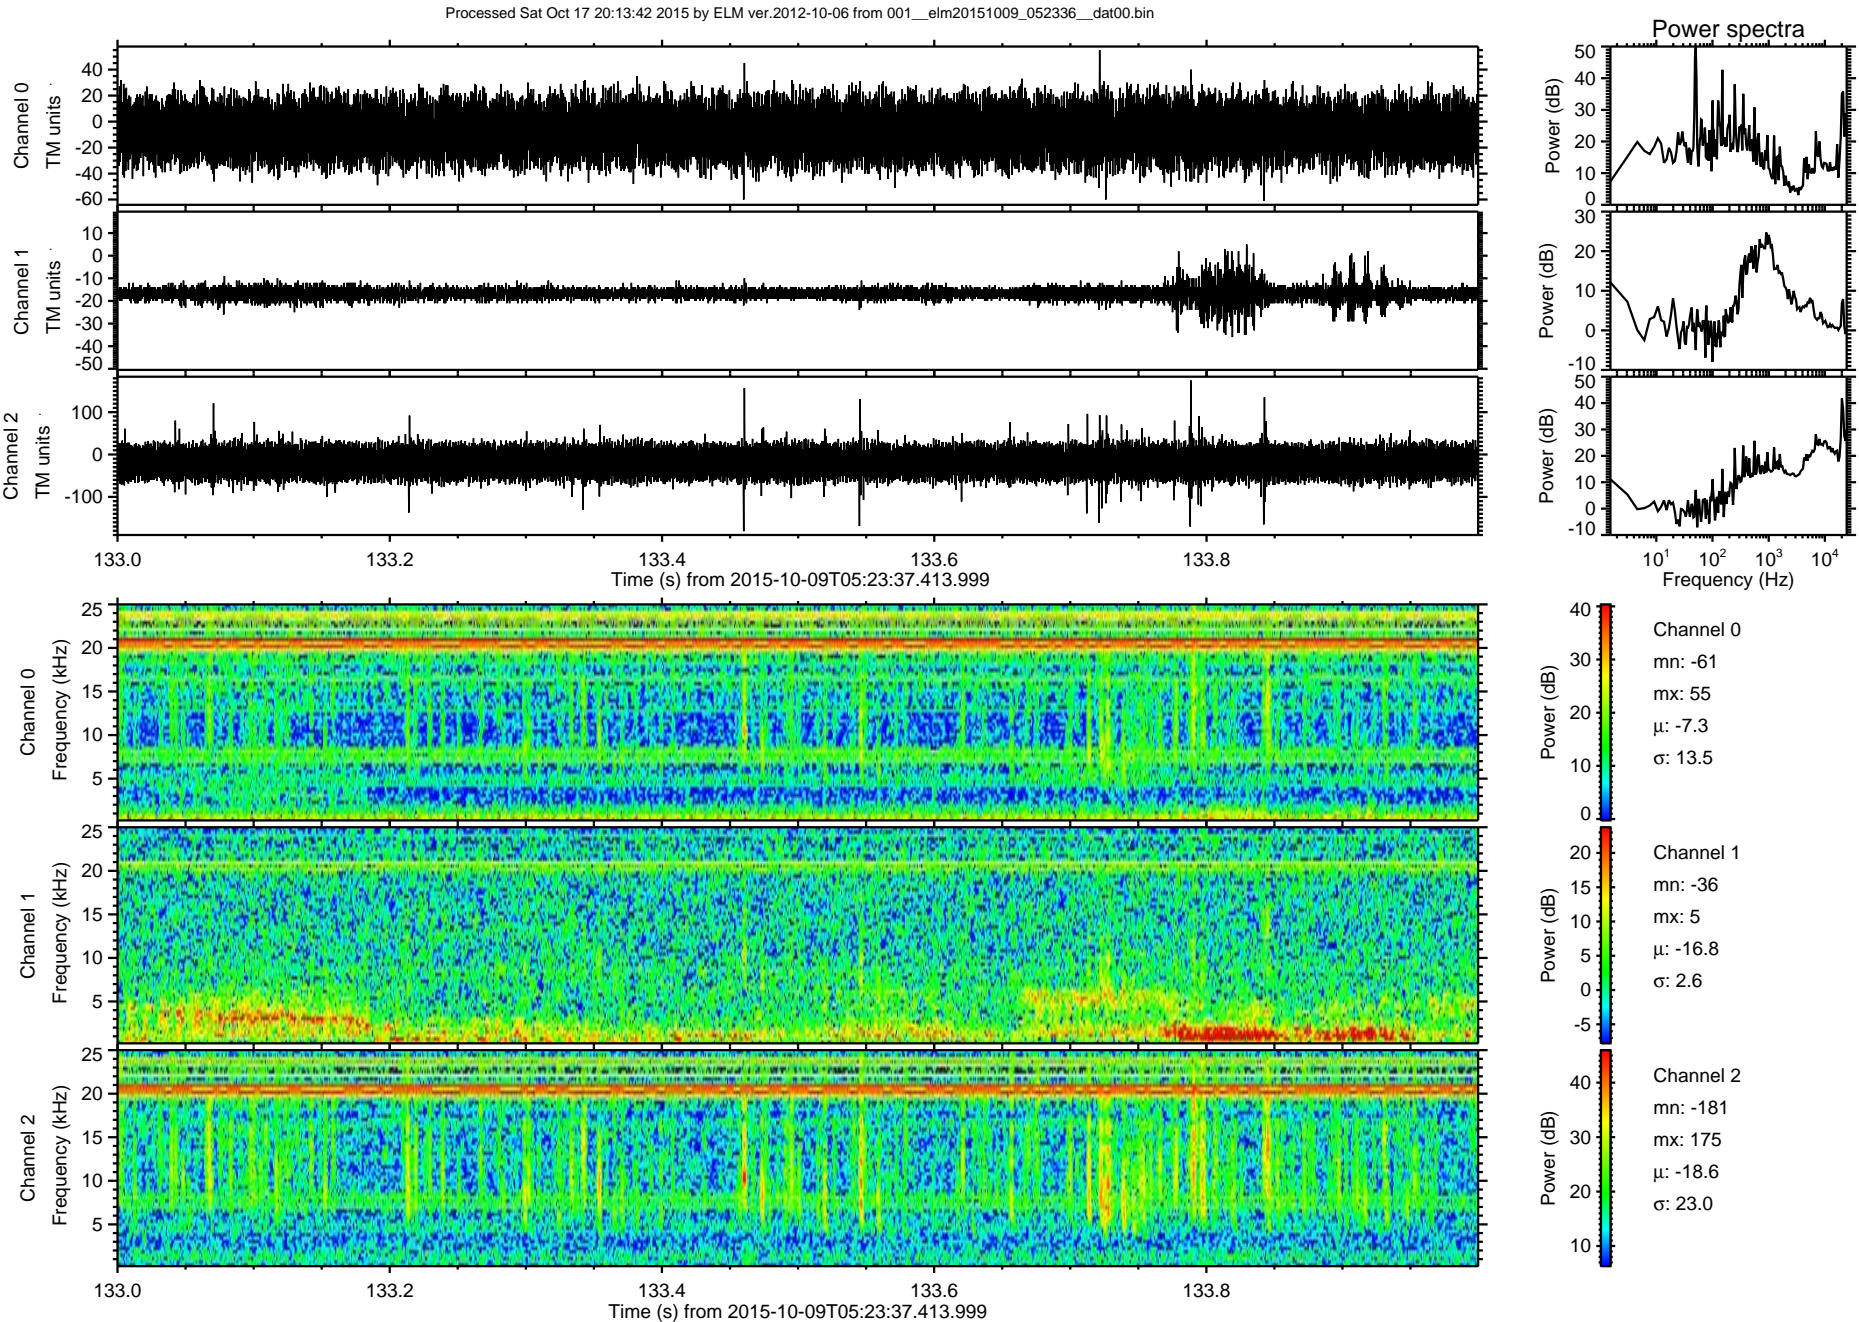 Processed Sat Oct 17 20:13:42 2015 by ELM ver.2012-10-06 from 001__elm20151009_052336__dat00.bin
Power spectra
Channel 0
TM units
40
20
0
-20
-40
-60
Power (dB)
50
40
30
20
10
0
Channel 1
TM units
10
0
-10
-20
-30
-40
-50
Power (dB)
30
20
10
0
-10
Channel 2
TM units
100
0
-100
Power (dB)
50
40
30
20
10
0
-10
133.0 133.2 133.4 133.6 133.8
Time (s) from 2015-10-09T05:23:37.413.999
10¹ 10² 10³ 10⁴
Frequency (Hz)
Channel 0
Frequency (kHz)
25
20
15
10
5
Power (dB)
40
30
20
10
0
Channel 0
mn: -61
mx: 55
μ: -7.3
σ: 13.5
Channel 1
Frequency (kHz)
25
20
15
10
5
Power (dB)
20
15
10
5
0
-5
Channel 1
mn: -36
mx: 5
μ: -16.8
σ: 2.6
Channel 2
Frequency (kHz)
25
20
15
10
5
Power (dB)
40
30
20
10
Channel 2
mn: -181
mx: 175
μ: -18.6
σ: 23.0
133.0 133.2 133.4 133.6 133.8
Time (s) from 2015-10-09T05:23:37.413.999